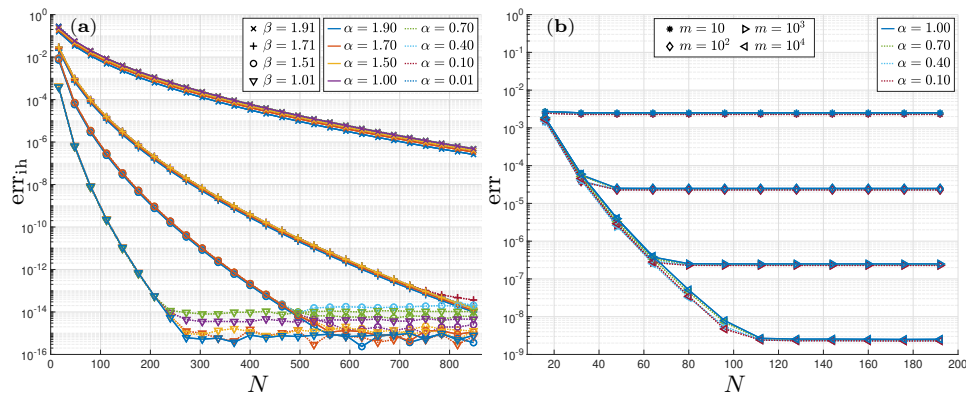 (a)
× β = 1.91
+ β = 1.71
○ β = 1.51
▽ β = 1.01
α = 1.90
α = 1.70
α = 1.50
α = 1.00
α = 0.70
α = 0.40
α = 0.10
α = 0.01
err_ih
10^0
10^-2
10^-4
10^-6
10^-8
10^-10
10^-12
10^-14
10^-16
0 100 200 300 400 500 600 700 800
N
(b)
m = 10
m = 10^2
m = 10^3
m = 10^4
α = 1.00
α = 0.70
α = 0.40
α = 0.10
err
10^0
10^-1
10^-2
10^-3
10^-4
10^-5
10^-6
10^-7
10^-8
10^-9
20 40 60 80 100 120 140 160 180 200
N